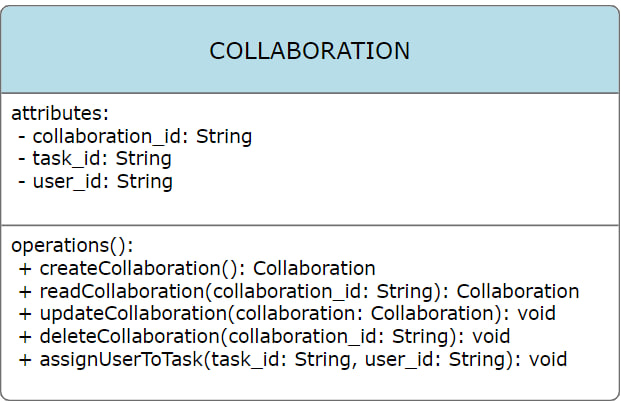 COLLABORATION
attributes:
- collaboration_id: String
- task_id: String
- user_id: String
operations():
+ createCollaboration(): Collaboration
+ readCollaboration(collaboration_id: String): Collaboration
+ updateCollaboration(collaboration: Collaboration): void
+ deleteCollaboration(collaboration_id: String): void
+ assignUserToTask(task_id: String, user_id: String): void